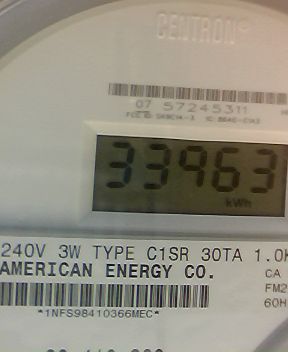 CENTRON®
07 57245311
33963
kWh
240V 3W TYPE C1SR 30TA 1.0K
AMERICAN ENERGY CO.
CA
FM2
60H
*1NFS98410366MEC*